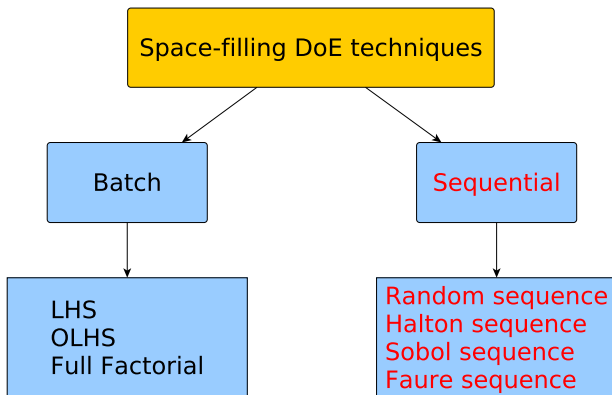 Space-filling DoE techniques
Batch
Sequential
LHS
OLHS
Full Factorial
Random sequence
Halton sequence
Sobol sequence
Faure sequence